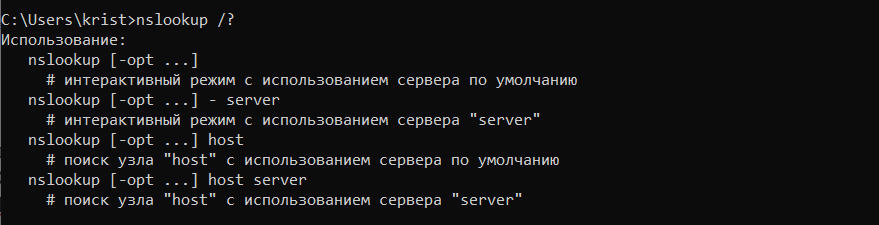 C:\Users\krist>nslookup /?
Использование:
nslookup [-opt ...]
# интерактивный режим с использованием сервера по умолчанию
nslookup [-opt ...] - server
# интерактивный режим с использованием сервера "server"
nslookup [-opt ...] host
# поиск узла "host" с использованием сервера по умолчанию
nslookup [-opt ...] host server
# поиск узла "host" с использованием сервера "server"